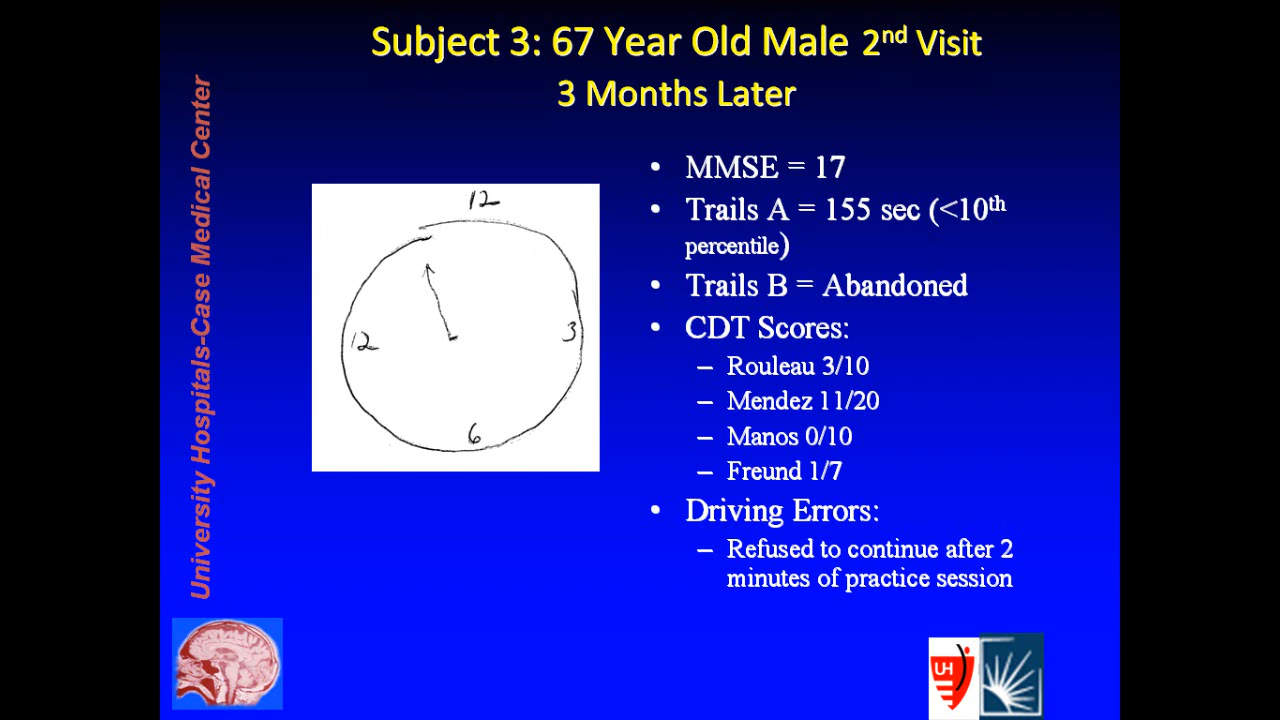 Subject 3: 67 Year Old Male 2nd Visit
3 Months Later
University Hospitals-Case Medical Center
12
12
3
6
• MMSE = 17
• Trails A = 155 sec (<10th
percentile)
• Trails B = Abandoned
• CDT Scores:
– Rouleau 3/10
– Mendez 11/20
– Manos 0/10
– Freund 1/7
• Driving Errors:
– Refused to continue after 2
minutes of practice session
UH